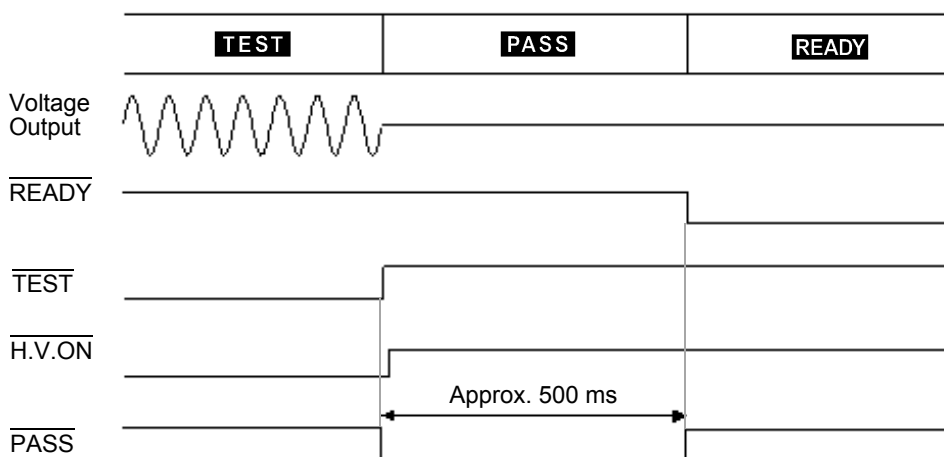 TEST PASS READY
Voltage
Output
READY
TEST
H.V.ON
Approx. 500 ms
PASS